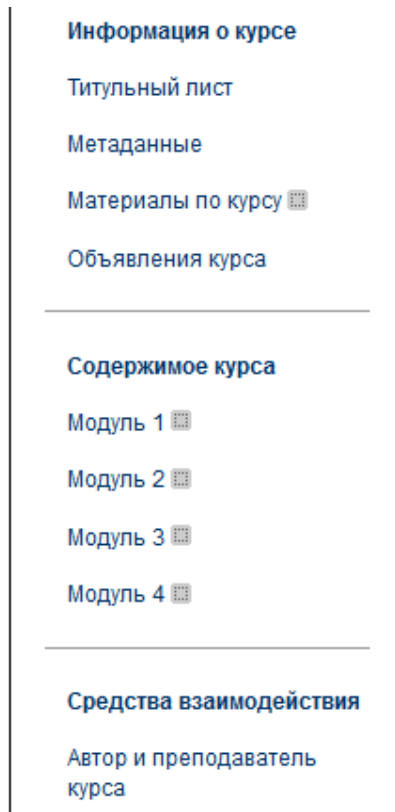 Информация о курсе
Титульный лист
Метаданные
Материалы по курсу
Объявления курса
Содержимое курса
Модуль 1
Модуль 2
Модуль 3
Модуль 4
Средства взаимодействия
Автор и преподаватель
курса